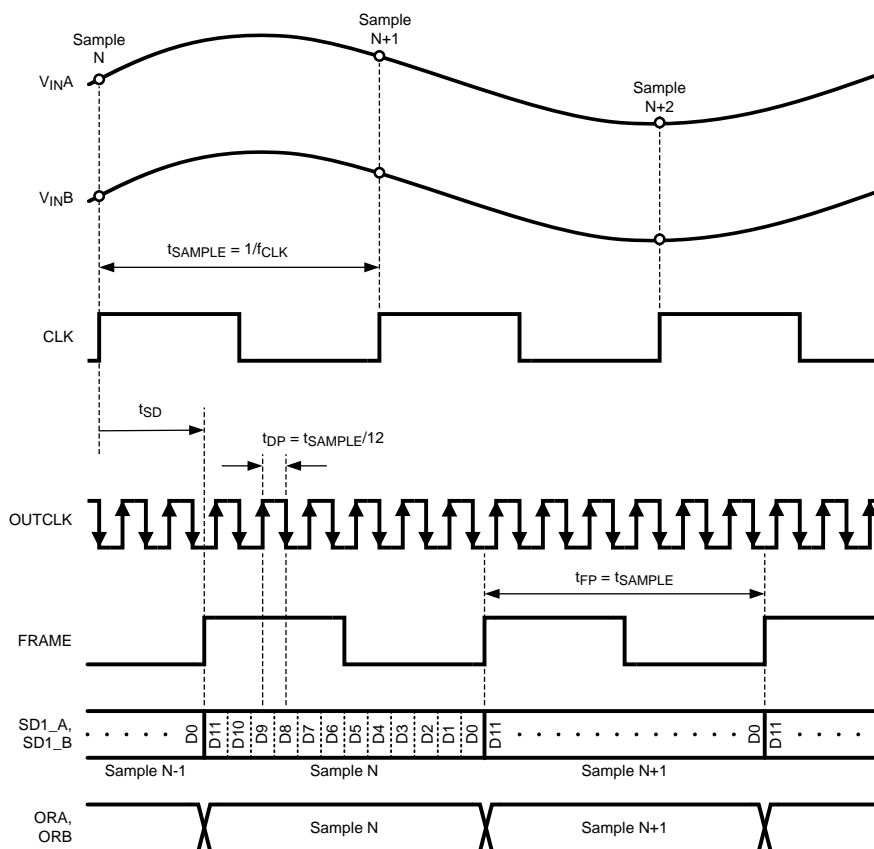 Sample
N
Sample
N+1
VINA
Sample
N+2
VINB
tSAMPLE = 1/fCLK
CLK
tSD
tDP = tSAMPLE/12
OUTCLK
tFP = tSAMPLE
FRAME
SD1_A,
SD1_B
D0 D11 D10 D9 D8 D7 D6 D5 D4 D3 D2 D1 D0 D11 D0 D11
Sample N-1 Sample N Sample N+1
ORA,
ORB
Sample N Sample N+1